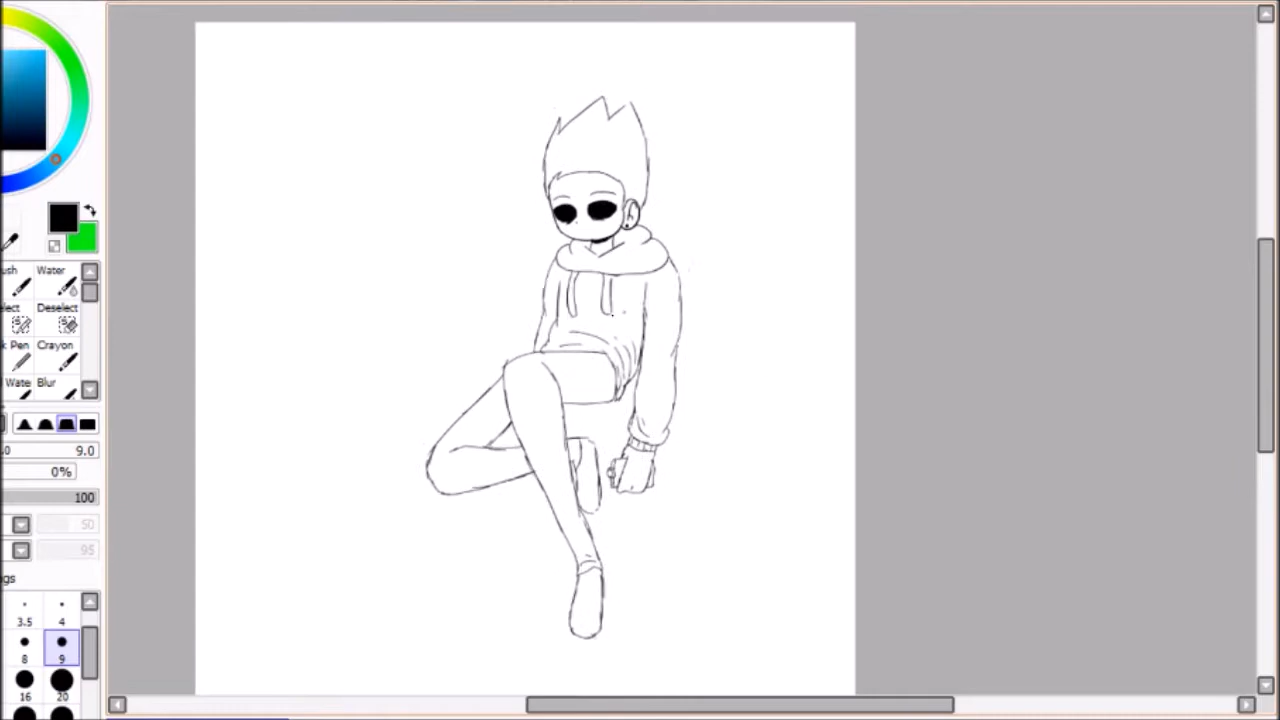 ush Water
lect Deselect
k Pen Crayon
Wate Blur
.0 9.0
0%
100
50
95
gs
3.5 4
8 9
16 20